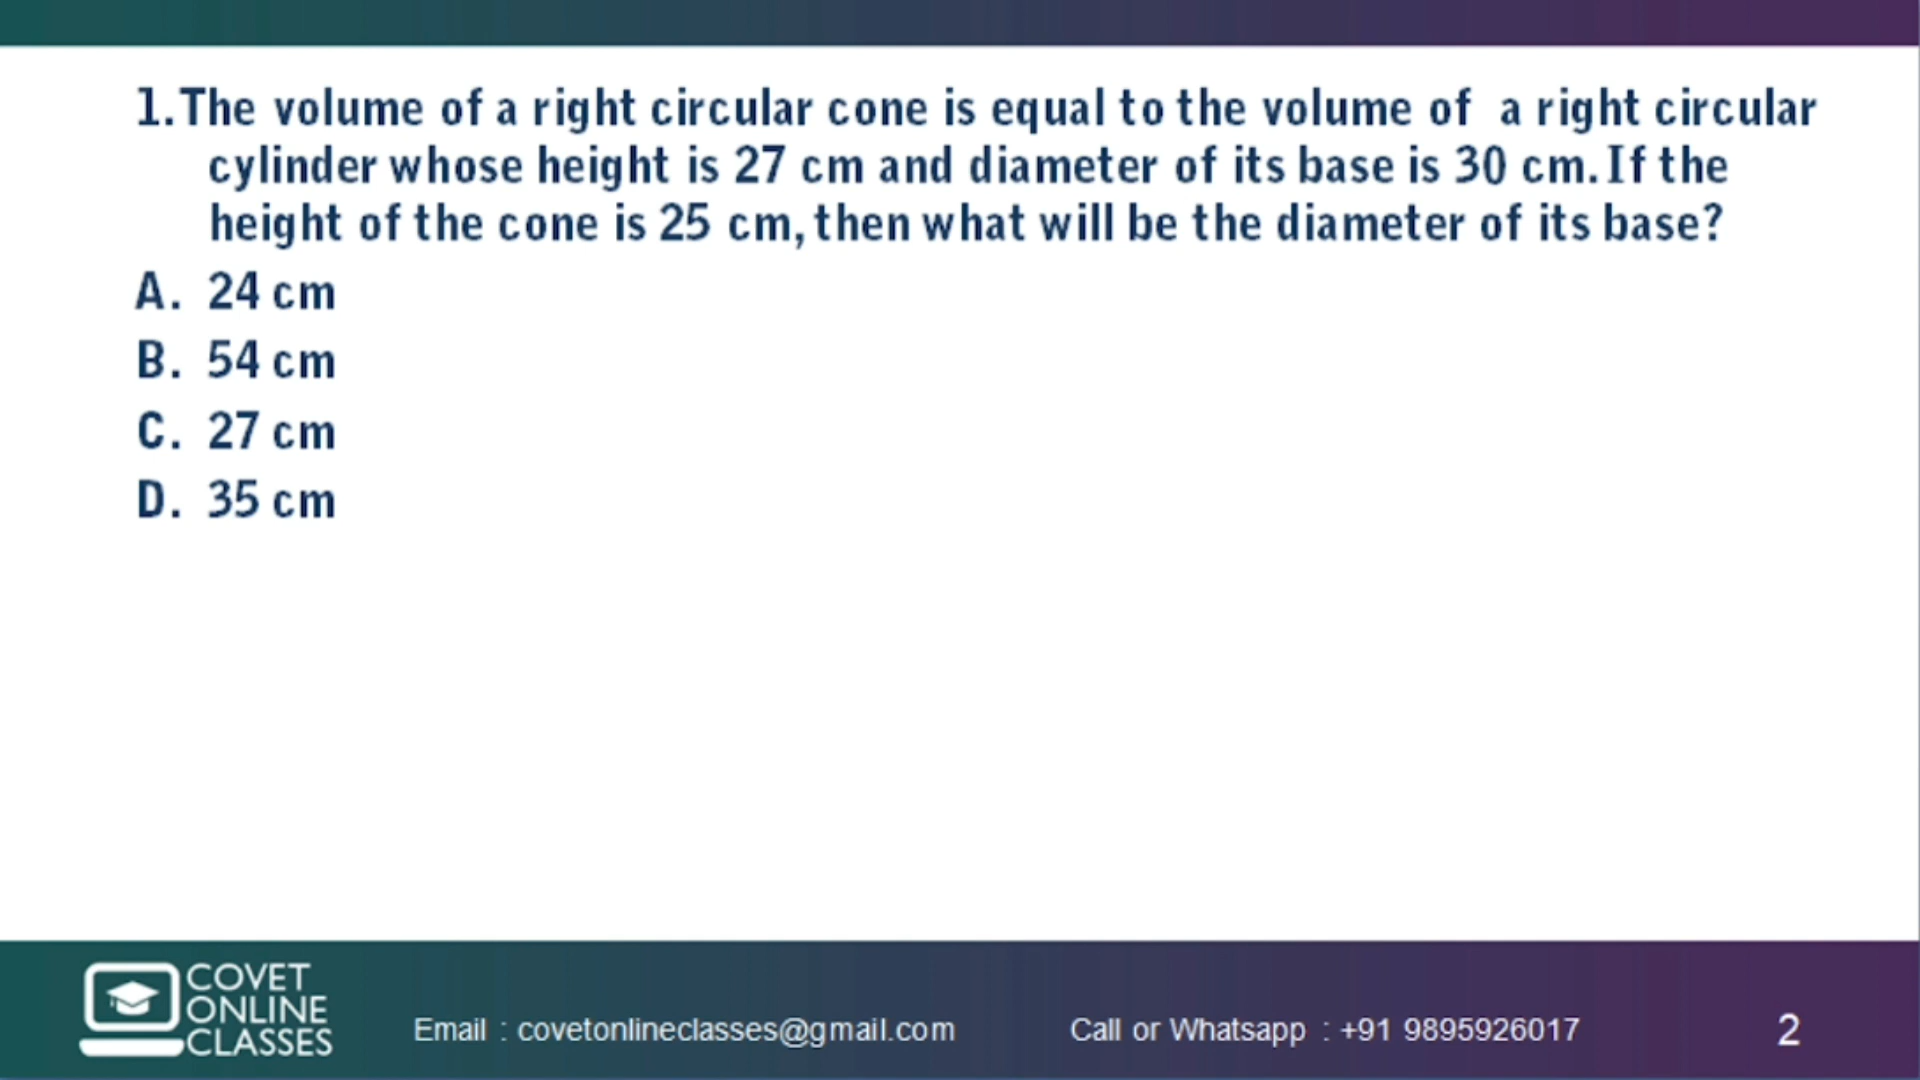 1.The volume of a right circular cone is equal to the volume of a right circular
cylinder whose height is 27 cm and diameter of its base is 30 cm. If the
height of the cone is 25 cm, then what will be the diameter of its base?
A. 24 cm
B. 54 cm
C. 27 cm
D. 35 cm
COVET
ONLINE
CLASSES
Email : covetonlineclasses@gmail.com
Call or Whatsapp : +91 9895926017
2